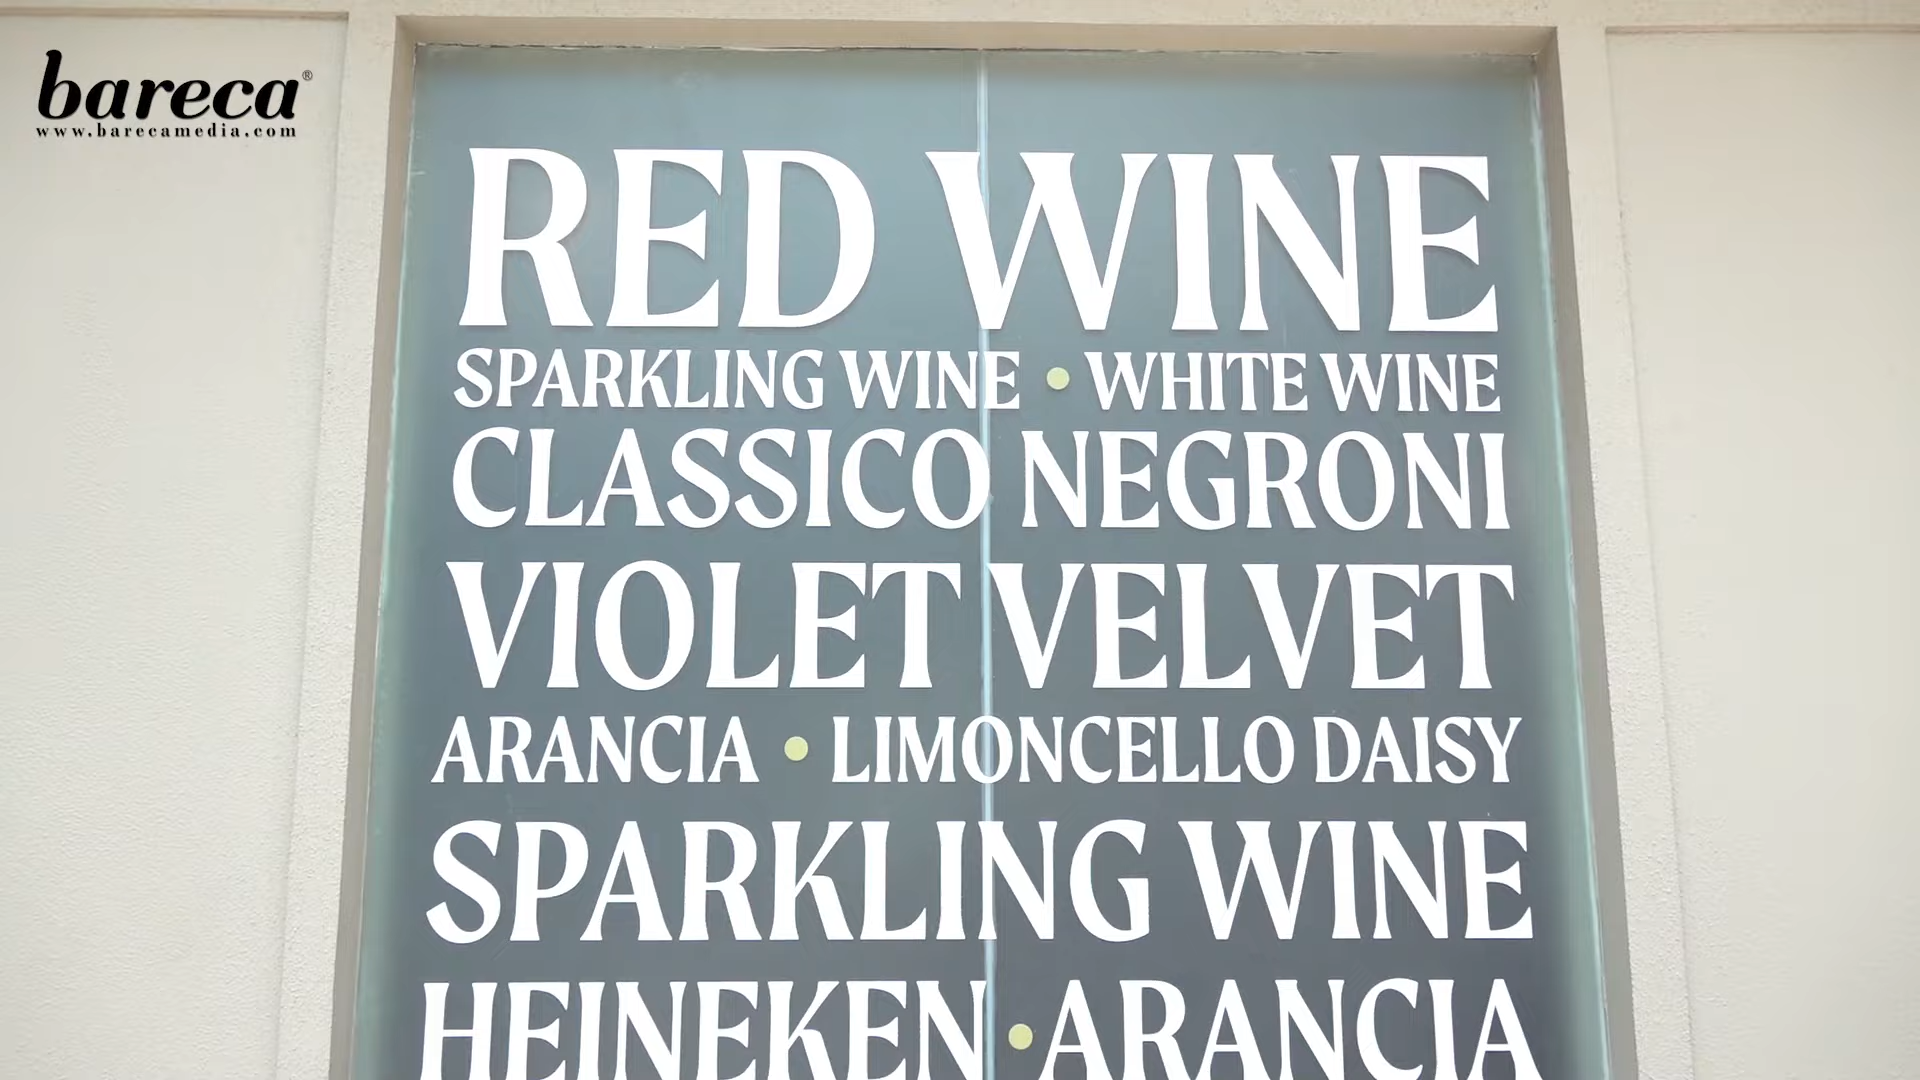 bareca®
www.barecamedia.com
RED WINE
SPARKLING WINE • WHITE WINE
CLASSICO NEGRONI
VIOLET VELVET
ARANCIA • LIMONCELLO DAISY
SPARKLING WINE
HEINEKEN • ARANCIA